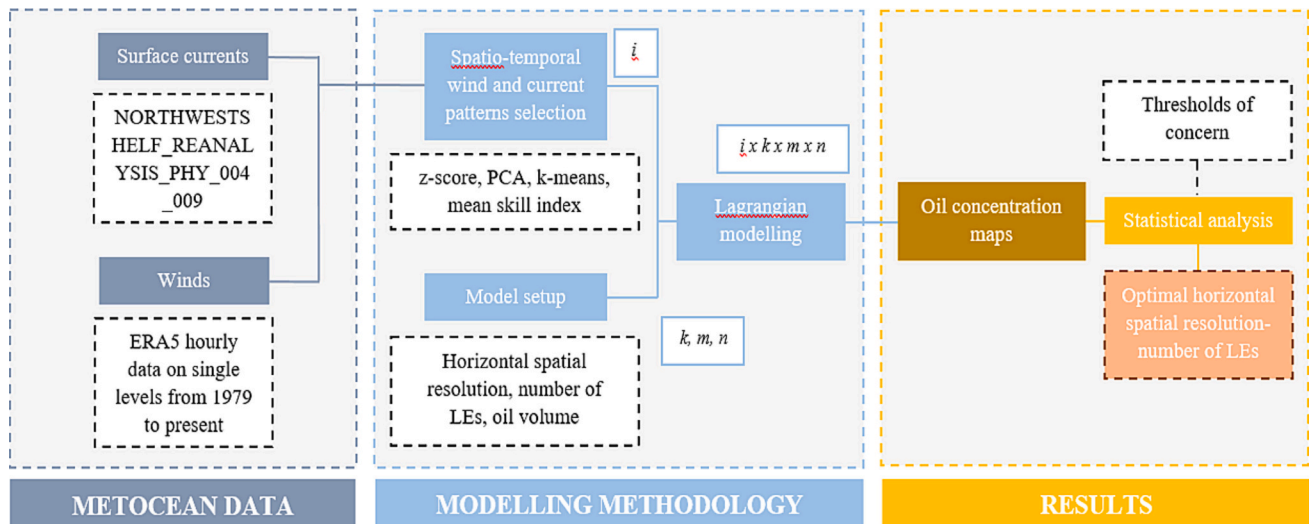 Surface currents
NORTHWESTS
HELF_REANAL
YSIS_PHY_004
_009
Winds
ERA5 hourly
data on single
levels from 1979
to present
METOCEAN DATA
Spatio-temporal
wind and current
patterns selection
i
z-score, PCA, k-means,
mean skill index
Model setup
k, m, n
Horizontal spatial
resolution, number of
LEs, oil volume
i x k x m x n
Lagrangian
modelling
MODELLING METHODOLOGY
Oil concentration
maps
Thresholds of
concern
Statistical analysis
Optimal horizontal
spatial resolution-
number of LEs
RESULTS